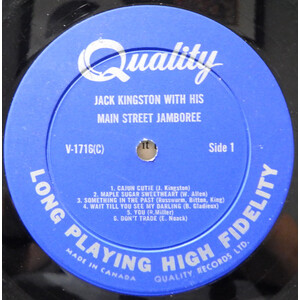 Quality
JACK KINGSTON WITH HIS
MAIN STREET JAMBOREE
V-1716(C)
Side 1
1. CAJUN CUTIE (J. Kingston)
2. MAPLE SUGAR SWEETHEART (W. Allen)
3. SOMETHING IN THE PAST (Russwurm, Bitton, King)
4. WAIT TILL YOU SEE MY DARLING (B. Gladieux)
5. YOU (R. Miller)
6. DON'T TRADE (E. Noack)
LONG PLAYING HIGH FIDELITY
MADE IN CANADA
QUALITY RECORDS LTD.